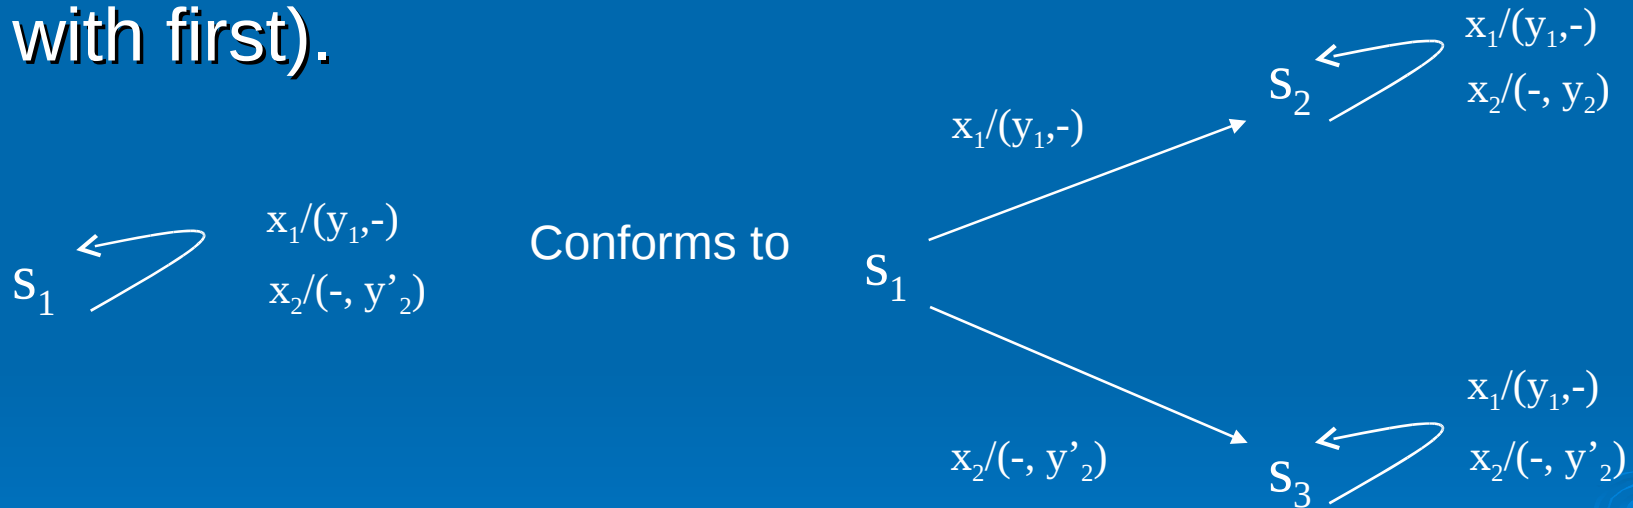 with first).
x₁/(y₁,-)
x₂/(-, y’₂)
s₁
Conforms to
s₁
x₁/(y₁,-)
x₂/(-, y’₂)
s₂
x₁/(y₁,-)
x₂/(-, y₂)
s₃
x₁/(y₁,-)
x₂/(-, y’₂)